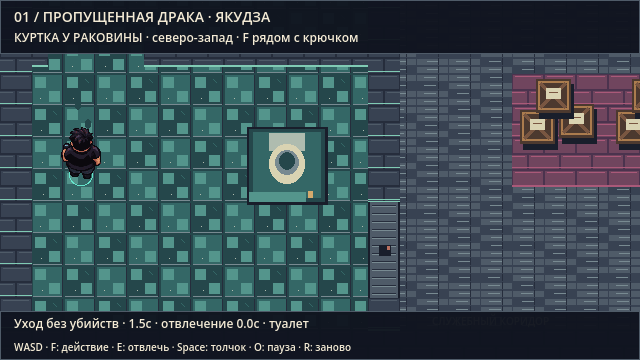 01 / ПРОПУЩЕННАЯ ДРАКА · ЯКУДЗА
КУРТКА У РАКОВИНЫ · северо-запад · F рядом с крючком
Уход без убийств · 1.5с · отвлечение 0.0с · туалет
WASD · F: действие · E: отвлечь · Space: толчок · O: пауза · R: заново